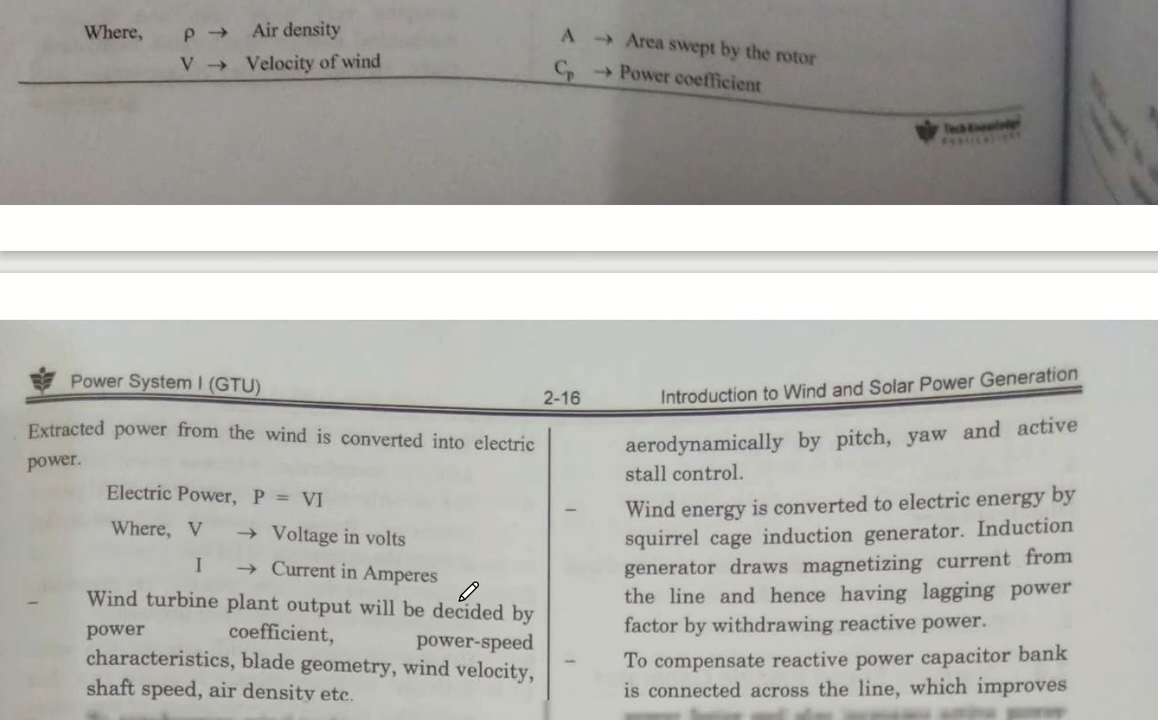 Where, ρ → Air density
V → Velocity of wind
A → Area swept by the rotor
Cp → Power coefficient
TechKnowledge
PUBLICATIONS
Power System I (GTU) 2-16 Introduction to Wind and Solar Power Generation
Extracted power from the wind is converted into electric
power.
Electric Power, P = VI
Where, V → Voltage in volts
I → Current in Amperes
– Wind turbine plant output will be decided by
power coefficient, power-speed
characteristics, blade geometry, wind velocity,
shaft speed, air density etc.
aerodynamically by pitch, yaw and active
stall control.
– Wind energy is converted to electric energy by
squirrel cage induction generator. Induction
generator draws magnetizing current from
the line and hence having lagging power
factor by withdrawing reactive power.
– To compensate reactive power capacitor bank
is connected across the line, which improves